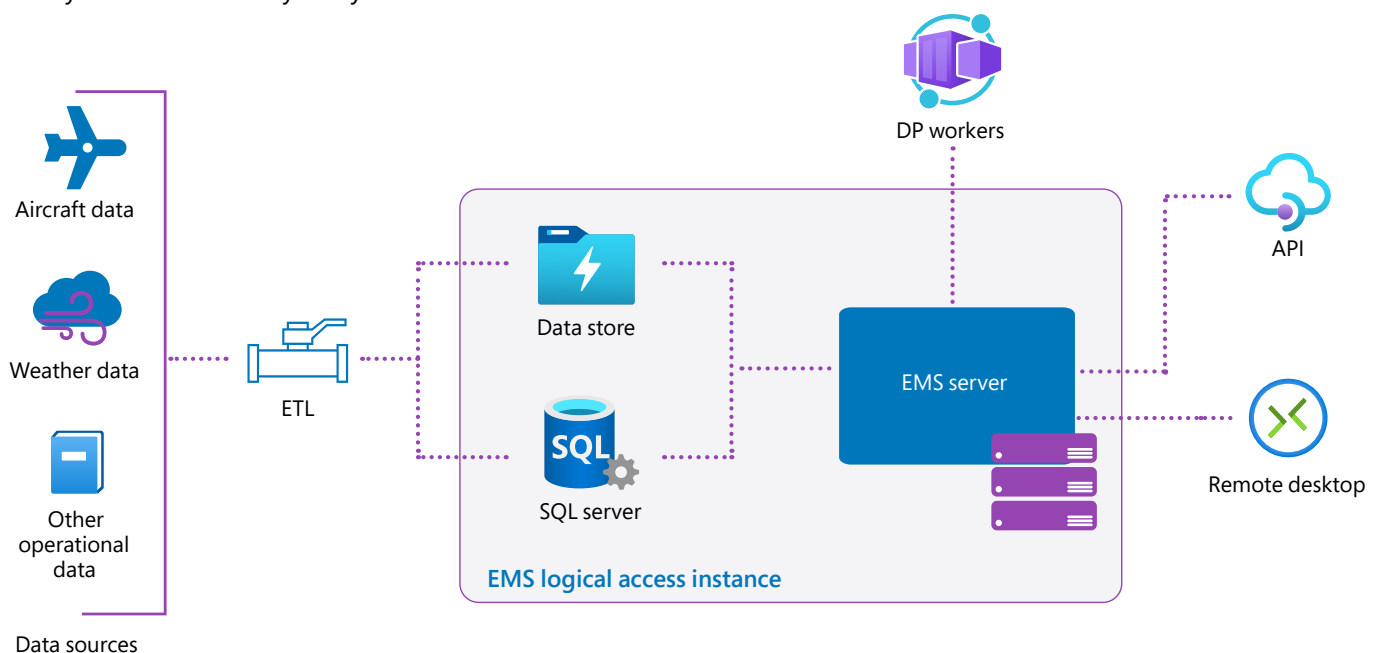 DP workers
Aircraft data
API
Data store
Weather data
EMS server
ETL
SQL
SQL server
Remote desktop
Other
operational
data
EMS logical access instance
Data sources